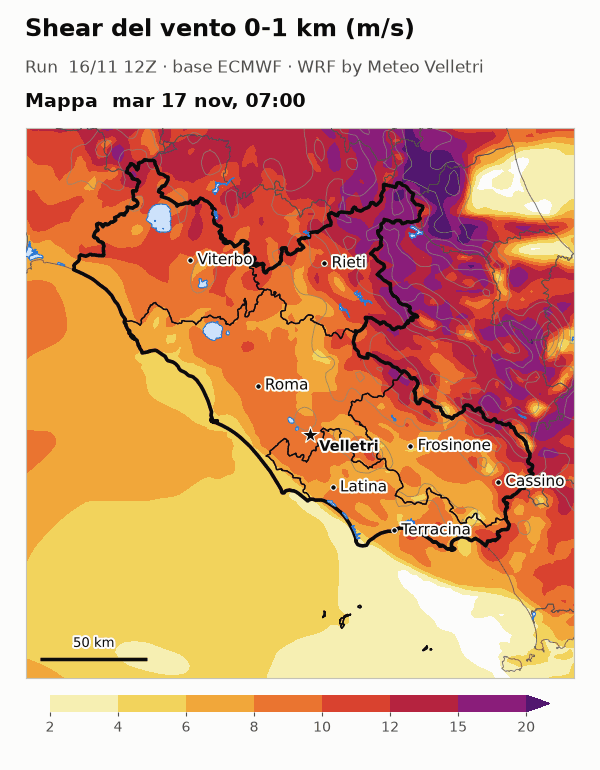 Shear del vento 0-1 km (m/s)
Run  16/11 12Z · base ECMWF · WRF by Meteo Velletri
Mappa  mar 17 nov, 07:00
Viterbo
Rieti
Roma
Velletri
Frosinone
Cassino
Latina
Terracina
50 km
2 4 6 8 10 12 15 20